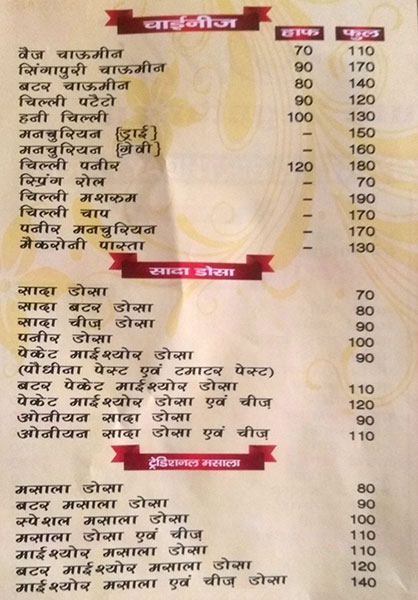 चाईनीज हाफ फुल
वैज चाऊमीन 70 110
सिंगापुरी चाऊमीन 90 170
बटर चाऊमीन 80 140
चिल्ली पटैटो 90 120
हनी चिल्ली 100 130
मनचुरियन {ड्राई} – 150
मनचुरियन {ग्रेवी} – 160
चिल्ली पनीर 120 180
स्प्रिंग रोल – 70
चिल्ली मशरुम – 190
चिल्ली चाप – 170
पनीर मनचुरियन – 170
मैकरोनी पास्ता – 130
सादा डोसा
सादा डोसा 70
सादा बटर डोसा 80
सादा चीज़ डोसा 90
पनीर डोसा 100
पेकेट माईश्योर डोसा 90
(पौधीना पेस्ट एवं टमाटर पेस्ट)
बटर पेकेट माईश्योर डोसा 110
पेकेट माईश्योर डोसा एवं चीज़ 120
ओनीयन सादा डोसा 90
ओनीयन सादा डोसा एवं चीज़ 110
ट्रेडिशनल मसाला
मसाला डोसा 80
बटर मसाला डोसा 90
स्पेशल मसाला डोसा 100
मसाला डोसा एवं चीज़ 110
माईश्योर मसाला डोसा 110
बटर माईश्योर मसाला डोसा 120
माईश्योर मसाला एवं चीज़ डोसा 140